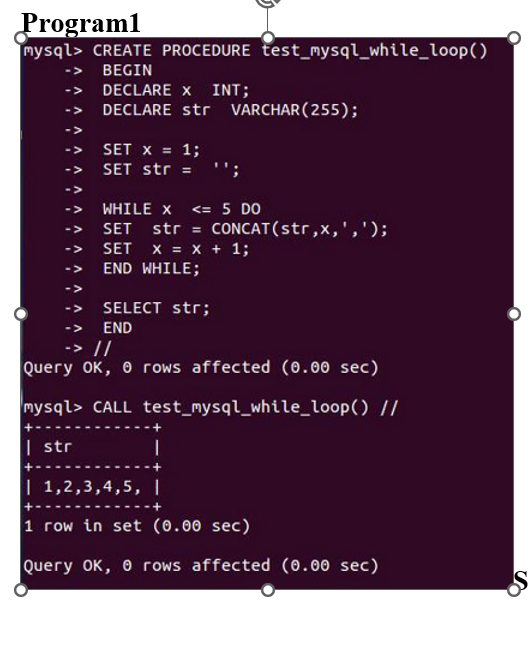 Program1
mysql> CREATE PROCEDURE test_mysql_while_loop()
    -> BEGIN
    -> DECLARE x  INT;
    -> DECLARE str  VARCHAR(255);
    ->
    -> SET x = 1;
    -> SET str =  '';
    ->
    -> WHILE x  <= 5 DO
    -> SET  str = CONCAT(str,x,',');
    -> SET  x = x + 1;
    -> END WHILE;
    ->
    -> SELECT str;
    -> END
    -> //
Query OK, 0 rows affected (0.00 sec)
mysql> CALL test_mysql_while_loop() //
+------------+
| str        |
+------------+
| 1,2,3,4,5, |
+------------+
1 row in set (0.00 sec)
Query OK, 0 rows affected (0.00 sec)
S